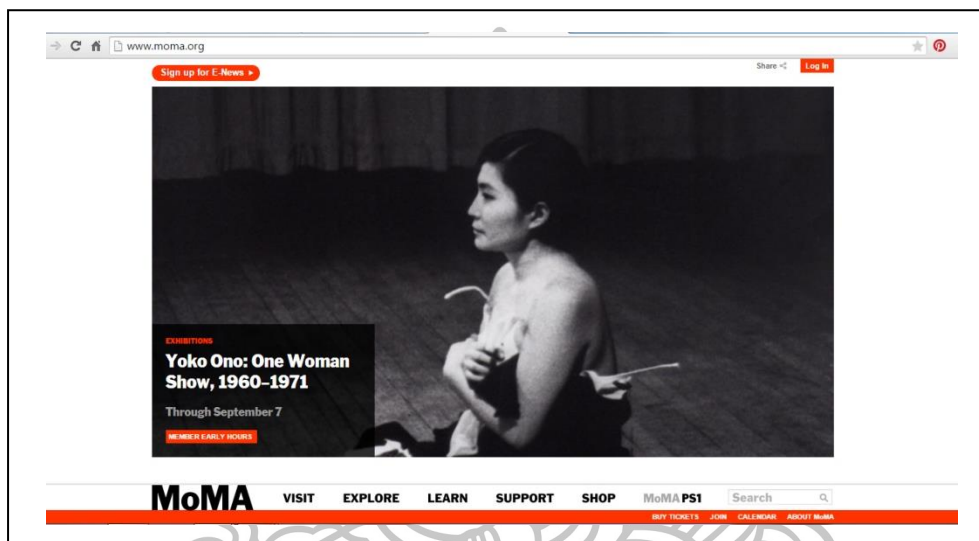 www.moma.org
Sign up for E-News
Share
Log In
EXHIBITIONS
Yoko Ono: One Woman
Show, 1960–1971
Through September 7
MEMBER EARLY HOURS
MoMA VISIT EXPLORE LEARN SUPPORT SHOP MoMA PS1 Search
BUY TICKETS JOIN CALENDAR ABOUT MoMA